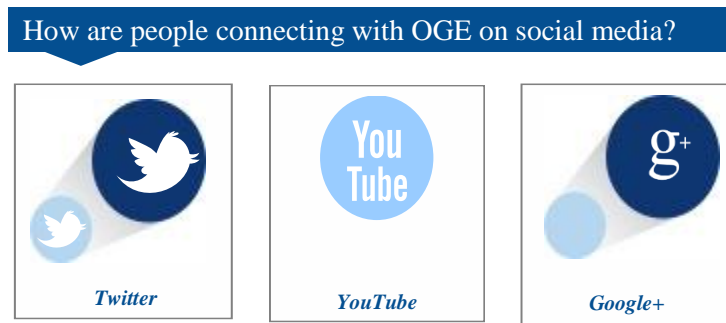 How are people connecting with OGE on social media?
You
Tube
g+
Twitter
YouTube
Google+